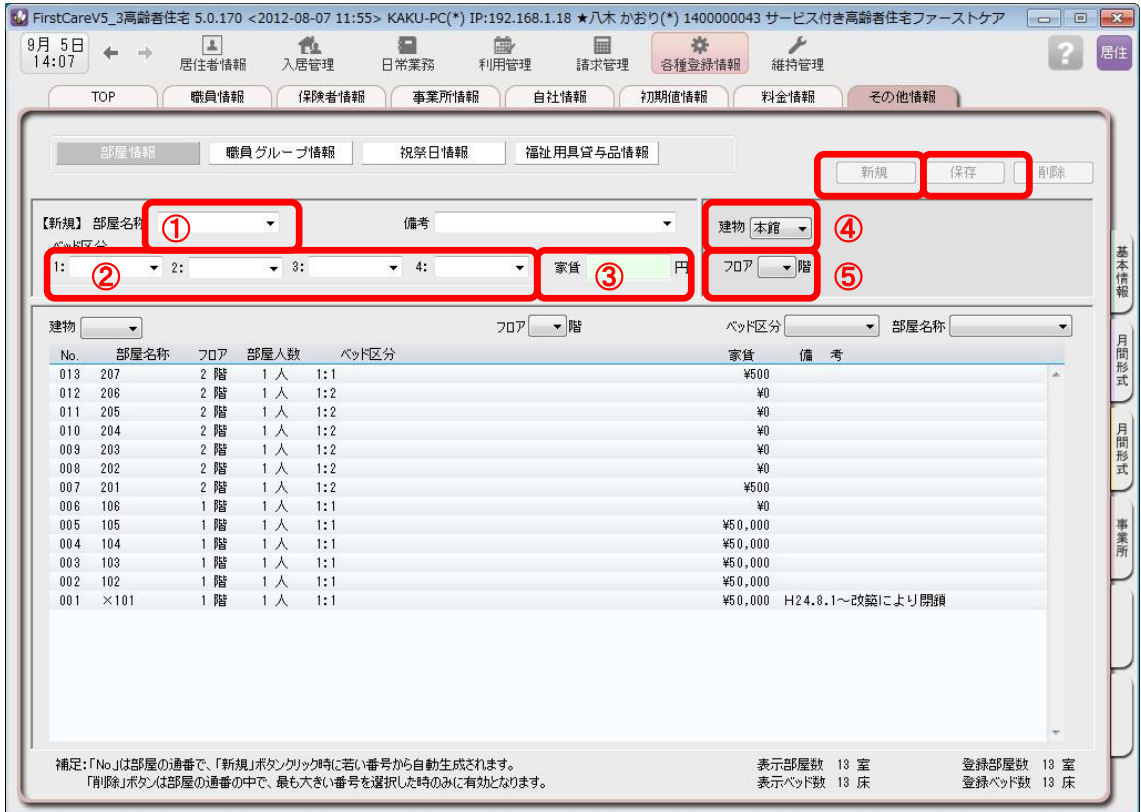 FirstCareV5_3高齢者住宅 5.0.170 <2012-08-07 11:55> KAKU-PC(*) IP:192.168.1.18 ★八木 かおり(*) 1400000043 サービス付き高齢者住宅ファーストケア
9月 5日
14:07
居住者情報 入居管理 日常業務 利用管理 請求管理 各種登録情報 維持管理 ? 居住
TOP 職員情報 保険者情報 事業所情報 自社情報 初期値情報 料金情報 その他情報
部屋情報 職員グループ情報 祝祭日情報 福祉用具貸与品情報
新規 保存 削除
【新規】 部屋名称 ① 備考 建物 本館 ④
ベッド区分
1: ② 2: 3: 4: 家賃 ③ 円 フロア 階 ⑤
建物 フロア 階 ベッド区分 部屋名称
No. 部屋名称 フロア 部屋人数 ベッド区分 家賃 備 考
013 207 2 階 1 人 1:1 ¥500
012 206 2 階 1 人 1:2 ¥0
011 205 2 階 1 人 1:2 ¥0
010 204 2 階 1 人 1:2 ¥0
009 203 2 階 1 人 1:2 ¥0
008 202 2 階 1 人 1:2 ¥0
007 201 2 階 1 人 1:2 ¥500
006 106 1 階 1 人 1:1 ¥0
005 105 1 階 1 人 1:1 ¥50,000
004 104 1 階 1 人 1:1 ¥50,000
003 103 1 階 1 人 1:1 ¥50,000
002 102 1 階 1 人 1:1 ¥50,000
001 ×101 1 階 1 人 1:1 ¥50,000 H24.8.1～改築により閉鎖
基本情報
月間形式
月間形式
事業所
補足:「No.」は部屋の通番で、「新規」ボタンクリック時に若い番号から自動生成されます。
「削除」ボタンは部屋の通番の中で、最も大きい番号を選択した時のみに有効となります。
表示部屋数 13 室 登録部屋数 13 室
表示ベッド数 13 床 登録ベッド数 13 床